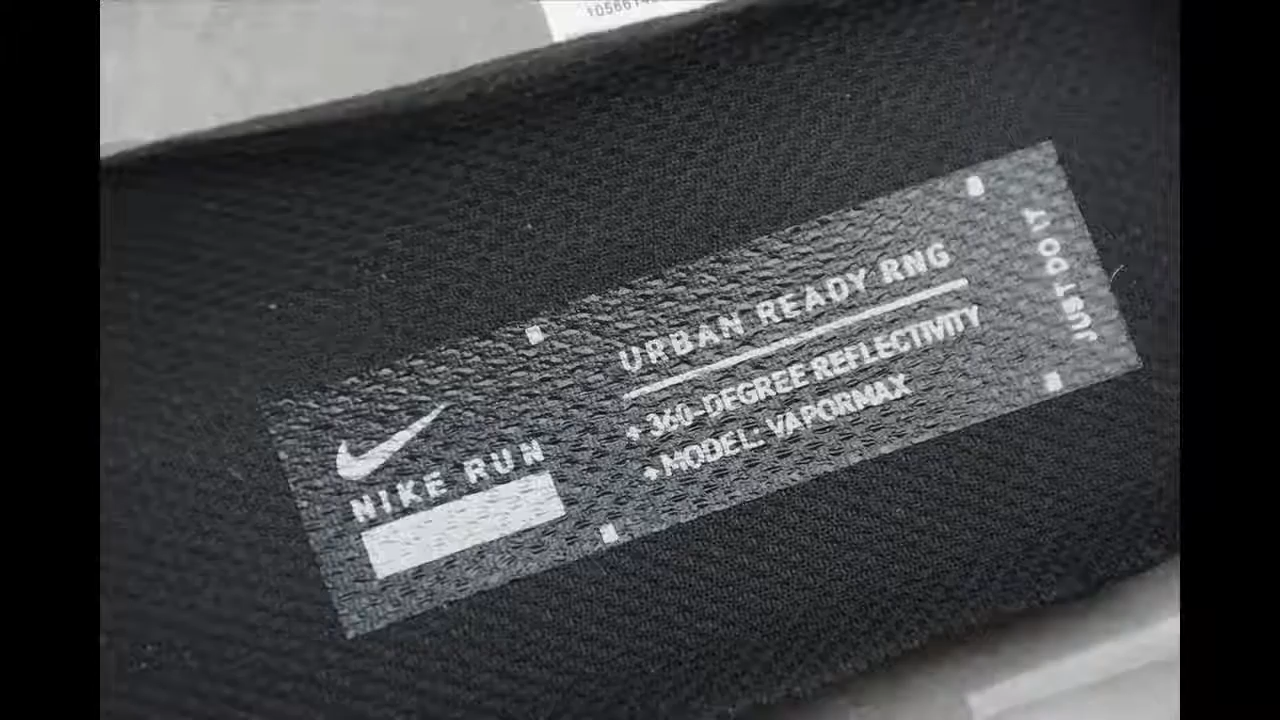 NIKE RUN
URBAN READY RNG
+ 360-DEGREE REFLECTIVITY
+ MODEL: VAPORMAX
JUST DO IT